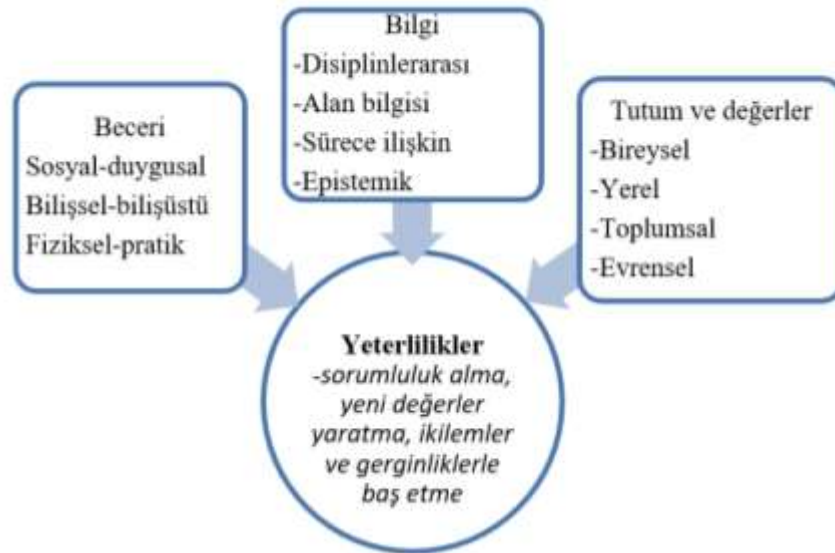 Beceri
Sosyal-duygusal
Bilişsel-bilişüstü
Fiziksel-pratik
Bilgi
-Disiplinlerarası
-Alan bilgisi
-Sürece ilişkin
-Epistemik
Tutum ve değerler
-Bireysel
-Yerel
-Toplumsal
-Evrensel
Yeterlilikler
-sorumluluk alma,
yeni değerler
yaratma, ikilemler
ve gerginliklerle
baş etme